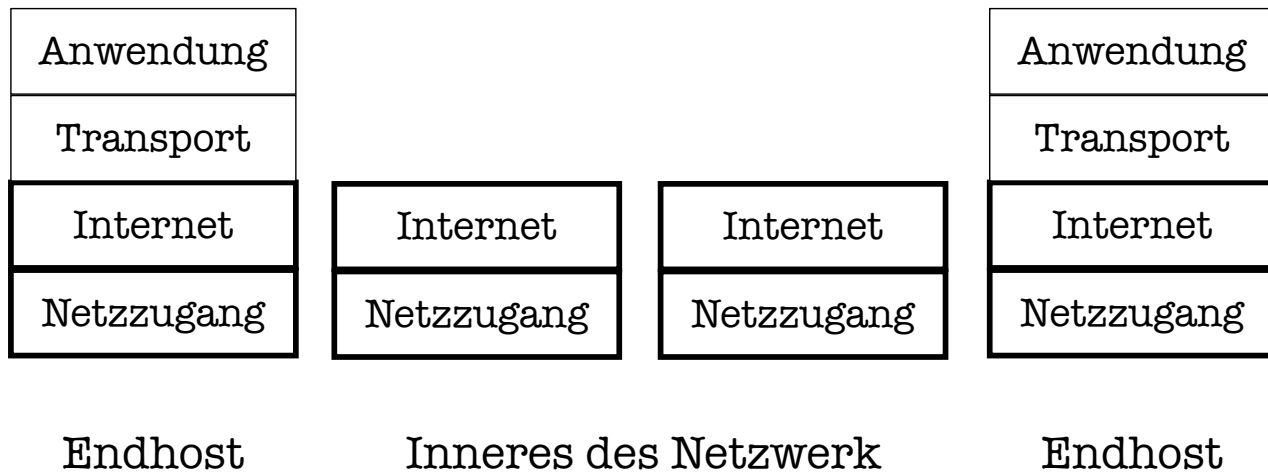 Anwendung
Transport
Internet
Netzzugang
Internet
Netzzugang
Internet
Netzzugang
Anwendung
Transport
Internet
Netzzugang
Endhost
Inneres des Netzwerk
Endhost